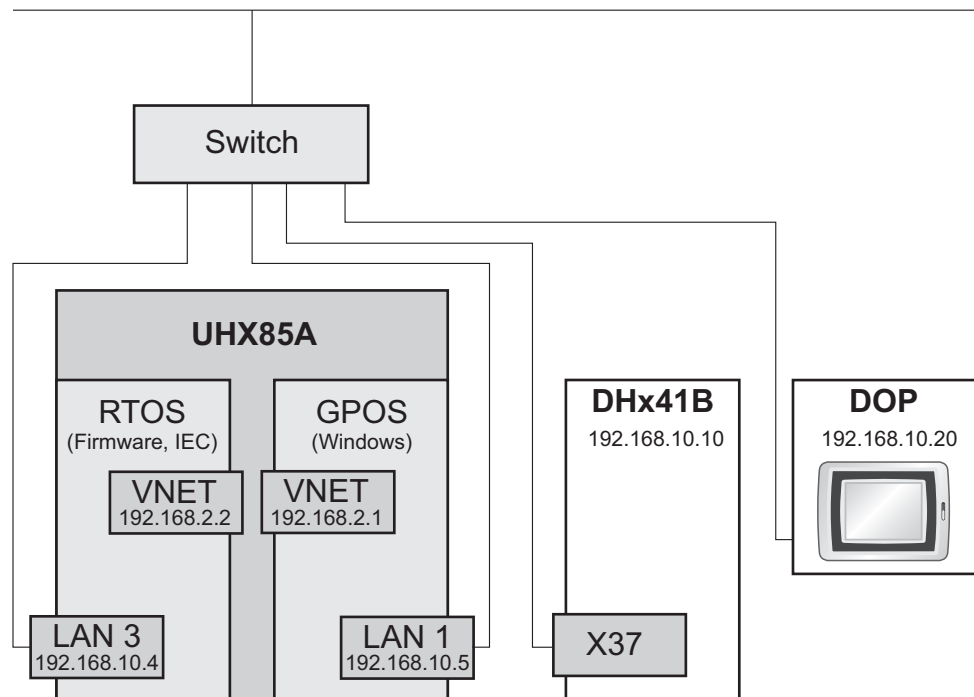 Switch
UHX85A
RTOS
(Firmware, IEC)
GPOS
(Windows)
VNET
192.168.2.2
VNET
192.168.2.1
LAN 3
192.168.10.4
LAN 1
192.168.10.5
DHx41B
192.168.10.10
X37
DOP
192.168.10.20